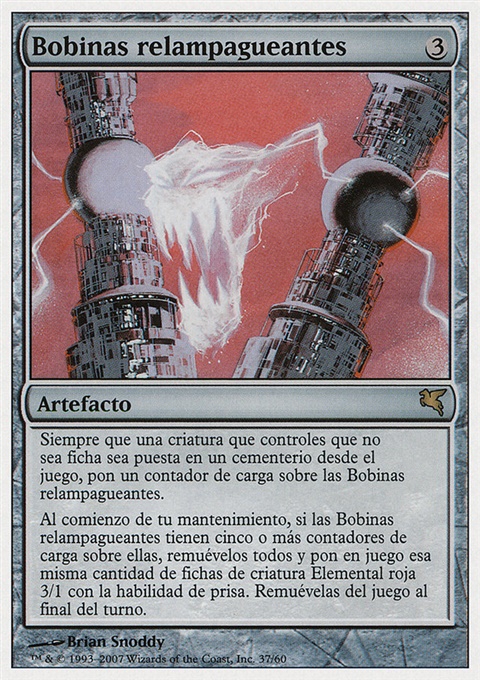 Bobinas relampagueantes 3
Artefacto
Siempre que una criatura que controles que no
sea ficha sea puesta en un cementerio desde el
juego, pon un contador de carga sobre las Bobinas
relampagueantes.
Al comienzo de tu mantenimiento, si las Bobinas
relampagueantes tienen cinco o más contadores de
carga sobre ellas, remuévelos todos y pon en juego esa
misma cantidad de fichas de criatura Elemental roja
3/1 con la habilidad de prisa. Remuévelas del juego al
final del turno.
Brian Snoddy
™ & © 1993–2007 Wizards of the Coast, Inc. 37/60